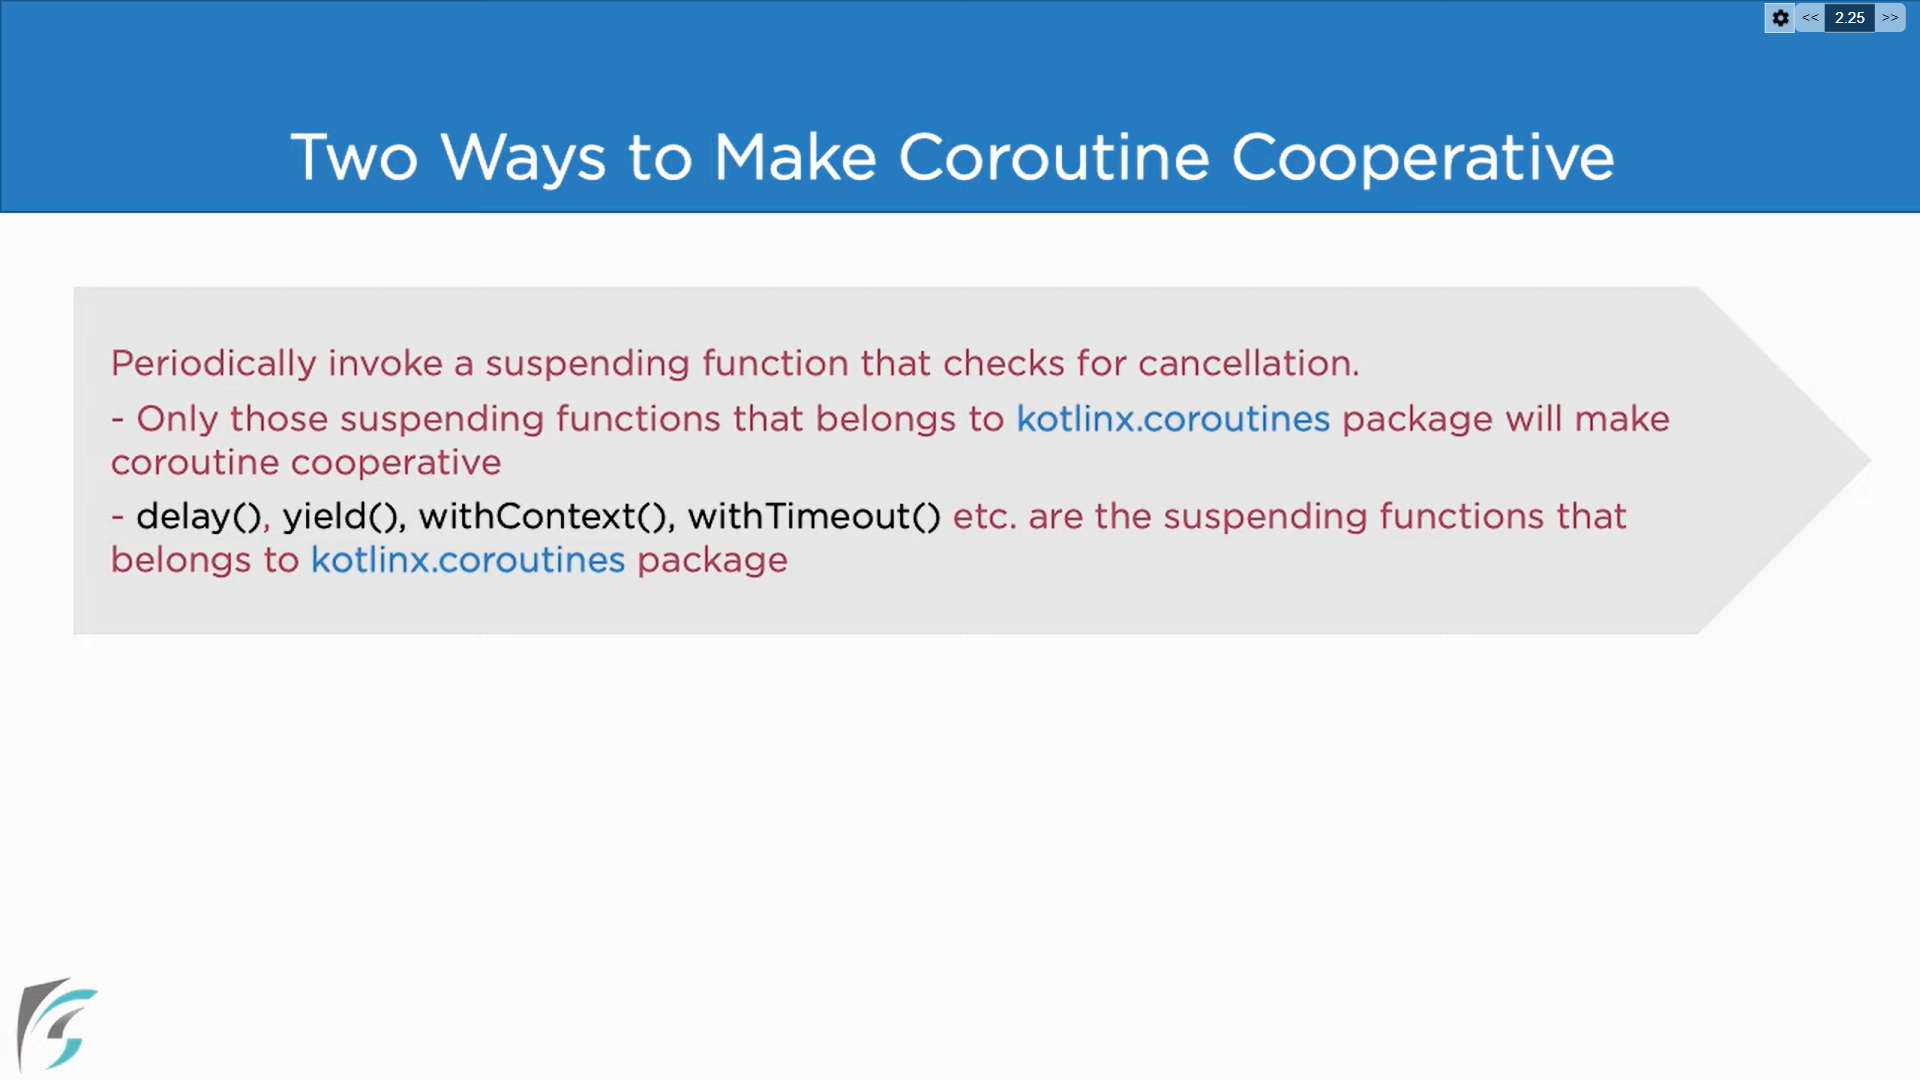 << 2.25 >>
Two Ways to Make Coroutine Cooperative
Periodically invoke a suspending function that checks for cancellation.
- Only those suspending functions that belongs to kotlinx.coroutines package will make
coroutine cooperative
- delay(), yield(), withContext(), withTimeout() etc. are the suspending functions that
belongs to kotlinx.coroutines package